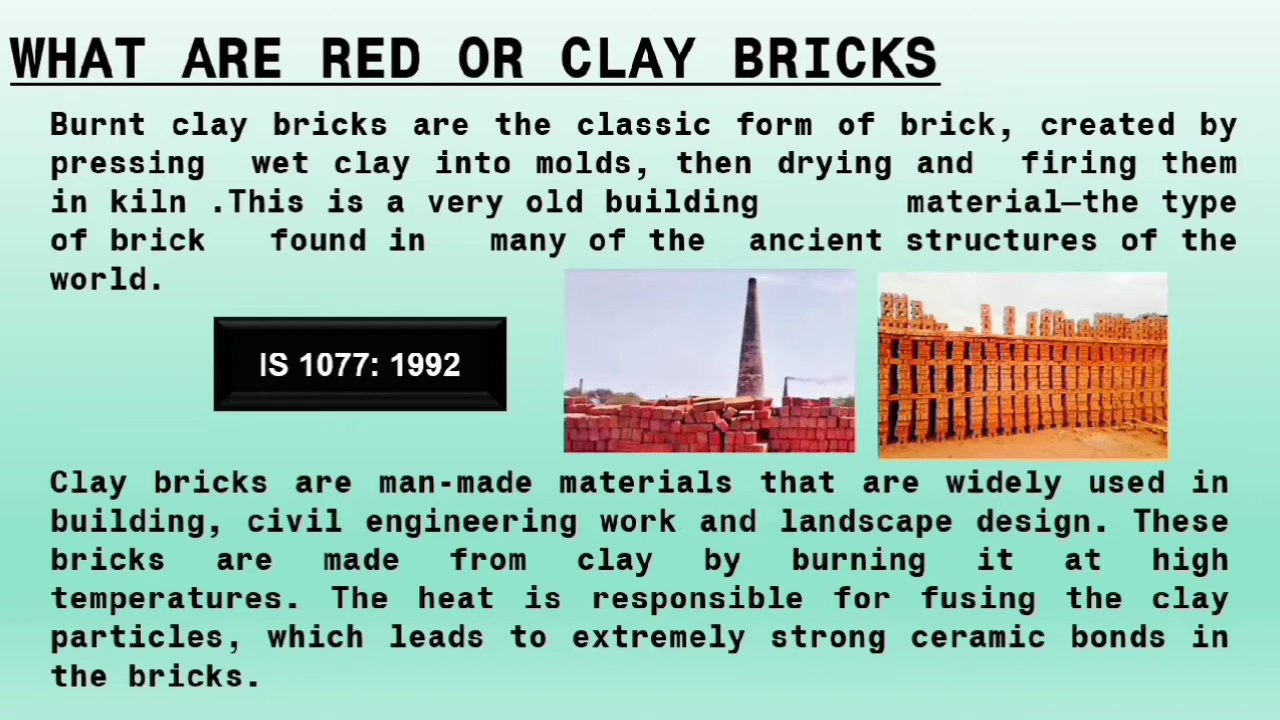 WHAT ARE RED OR CLAY BRICKS
Burnt clay bricks are the classic form of brick, created by
pressing wet clay into molds, then drying and firing them
in kiln .This is a very old building material—the type
of brick found in many of the ancient structures of the
world.
IS 1077: 1992
Clay bricks are man-made materials that are widely used in
building, civil engineering work and landscape design. These
bricks are made from clay by burning it at high
temperatures. The heat is responsible for fusing the clay
particles, which leads to extremely strong ceramic bonds in
the bricks.